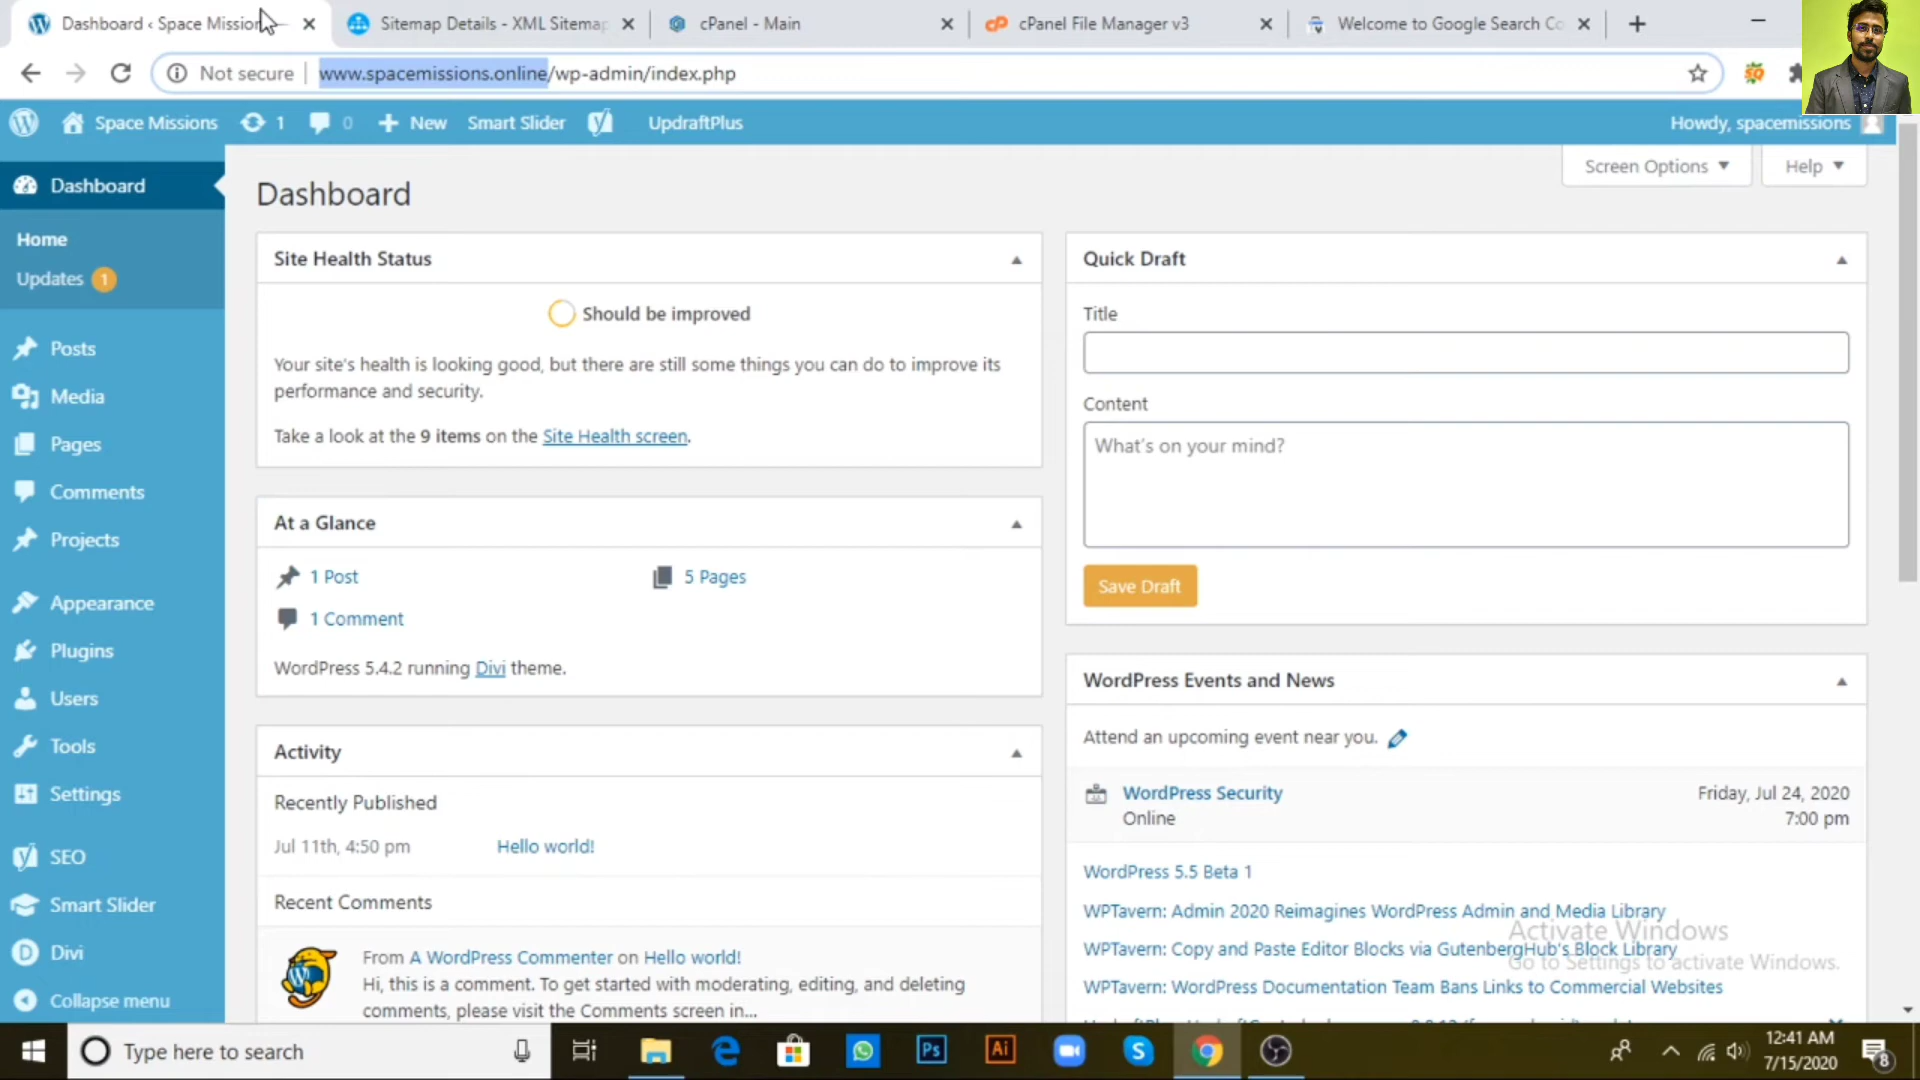 Dashboard ‹ Space Mission
Sitemap Details - XML Sitemap
cPanel - Main
cPanel File Manager v3
Welcome to Google Search Co
Not secure
www.spacemissions.online/wp-admin/index.php
Space Missions
1
0
New
Smart Slider
UpdraftPlus
Howdy, spacemissions
Screen Options
Help
Dashboard
Home
Updates 1
Posts
Media
Pages
Comments
Projects
Appearance
Plugins
Users
Tools
Settings
SEO
Smart Slider
Divi
Collapse menu
Dashboard
Site Health Status
Should be improved
Your site's health is looking good, but there are still some things you can do to improve its
performance and security.
Take a look at the 9 items on the Site Health screen.
At a Glance
1 Post
5 Pages
1 Comment
WordPress 5.4.2 running Divi theme.
Activity
Recently Published
Jul 11th, 4:50 pm
Hello world!
Recent Comments
From A WordPress Commenter on Hello world!
Hi, this is a comment. To get started with moderating, editing, and deleting
comments, please visit the Comments screen in...
Quick Draft
Title
Content
What's on your mind?
Save Draft
WordPress Events and News
Attend an upcoming event near you.
WordPress Security
Online
Friday, Jul 24, 2020
7:00 pm
WordPress 5.5 Beta 1
WPTavern: Admin 2020 Reimagines WordPress Admin and Media Library
WPTavern: Copy and Paste Editor Blocks via GutenbergHub's Block Library
WPTavern: WordPress Documentation Team Bans Links to Commercial Websites
Activate Windows
Go to Settings to activate Windows.
Type here to search
Ps
Ai
12:41 AM
7/15/2020
8